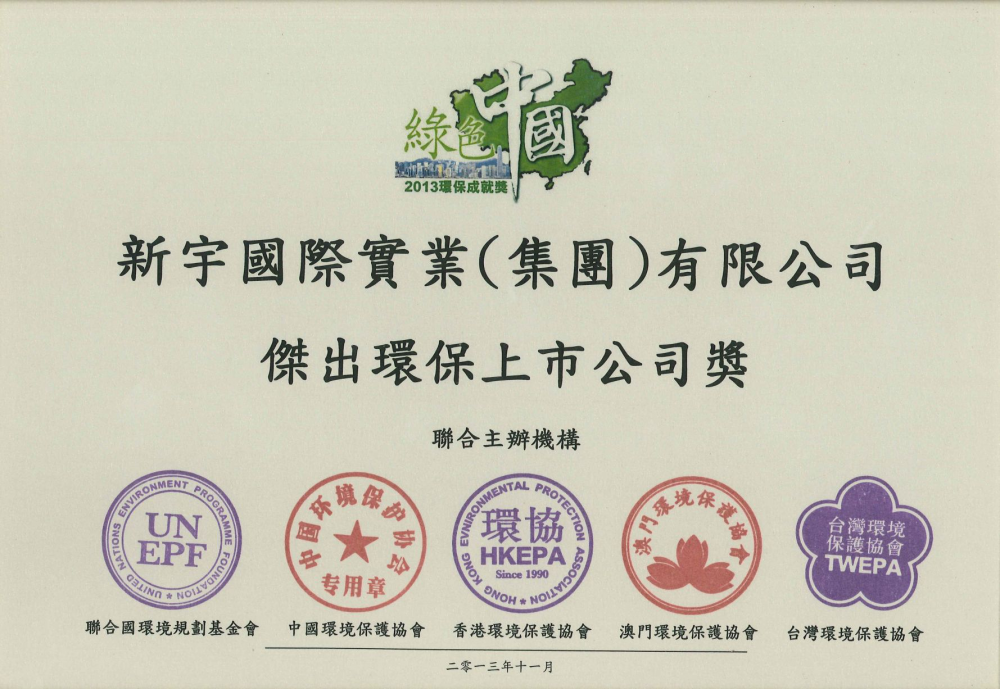 綠色中國
2013環保成就獎
新宇國際實業(集團)有限公司
傑出環保上市公司獎
聯合主辦機構
UNITED NATIONS ENVIRONMENT PROGRAMME FOUNDATION
UN
EPF
中国环境保护协会
专用章
HONG KONG EVNIRONMENTAL PROTECTION ASSOCIATION
環協
HKEPA
Since 1990
澳門環境保護協會
台灣環境
保護協會
TWEPA
聯合國環境規劃基金會 中國環境保護協會 香港環境保護協會 澳門環境保護協會 台灣環境保護協會
二零一三年十一月